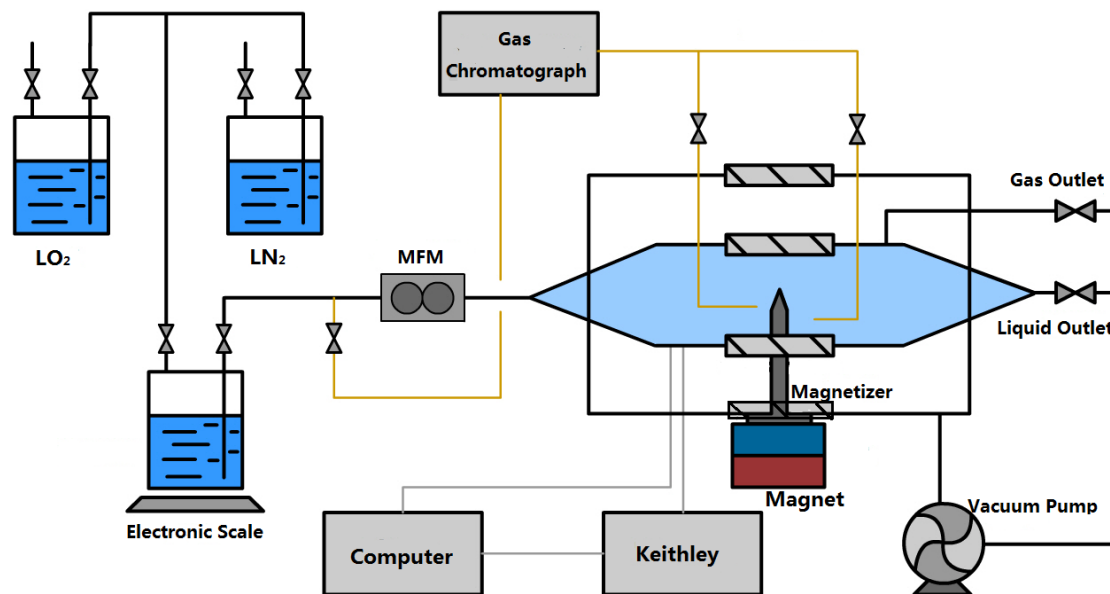 Gas
Chromatograph
Gas Outlet
LO₂
LN₂
MFM
Liquid Outlet
Magnetizer
Magnet
Vacuum Pump
Electronic Scale
Computer
Keithley